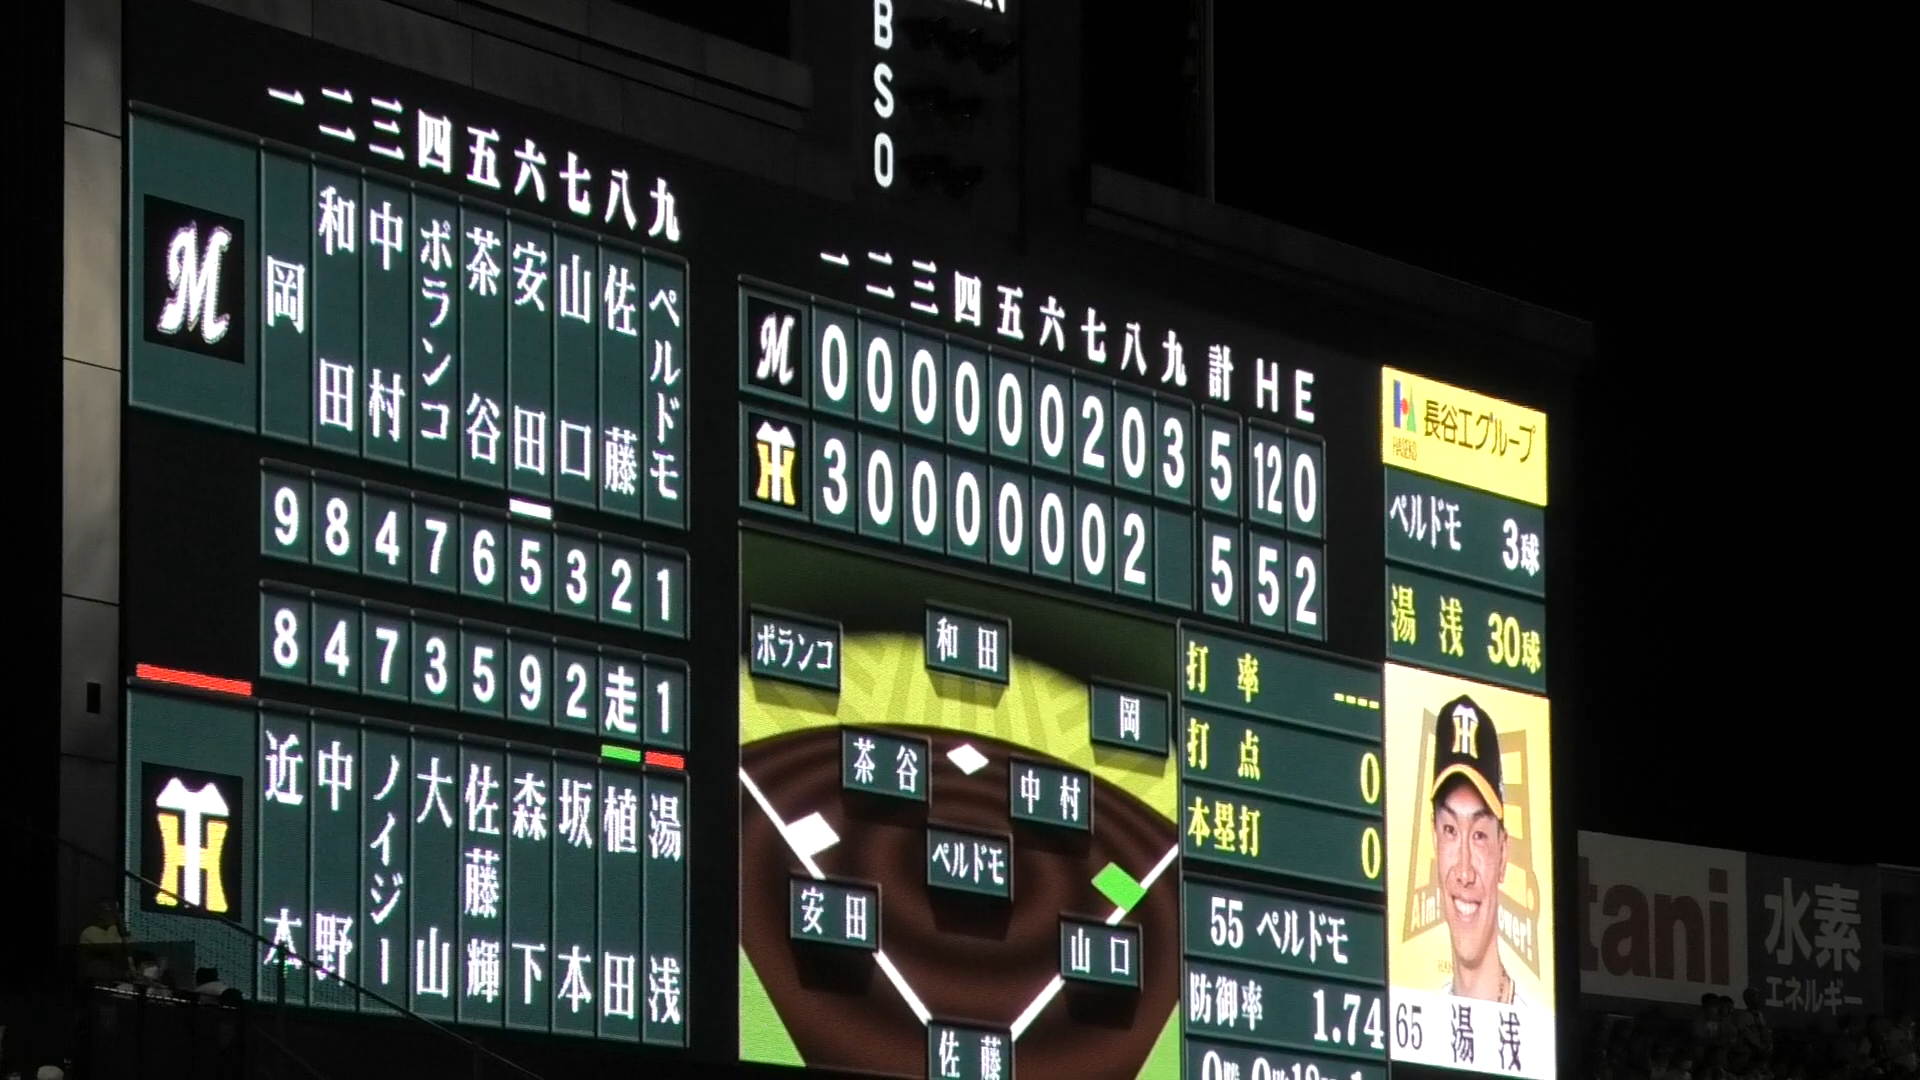 B
S
O
一 二 三 四 五 六 七 八 九
M 岡 和田 中村 ポランコ 茶谷 安田 山口 佐藤 ペルドモ
9 8 4 7 6 5 3 2 1
8 4 7 3 5 9 2 走 1
近本 中野 ノイジー 大山 佐藤輝 森下 坂本 植田 湯浅
一 二 三 四 五 六 七 八 九 計 H E
M 0 0 0 0 0 0 2 0 3 5 12 0
3 0 0 0 0 0 0 2 5 5 2
長谷工グループ
HASEKO
ペルドモ 3球
湯浅 30球
ポランコ 和田 岡
茶谷 中村
ペルドモ
安田 山口
佐藤
打率 ----
打点 0
本塁打 0
55 ペルドモ
防御率 1.74
65 湯浅
tani 水素
エネルギー